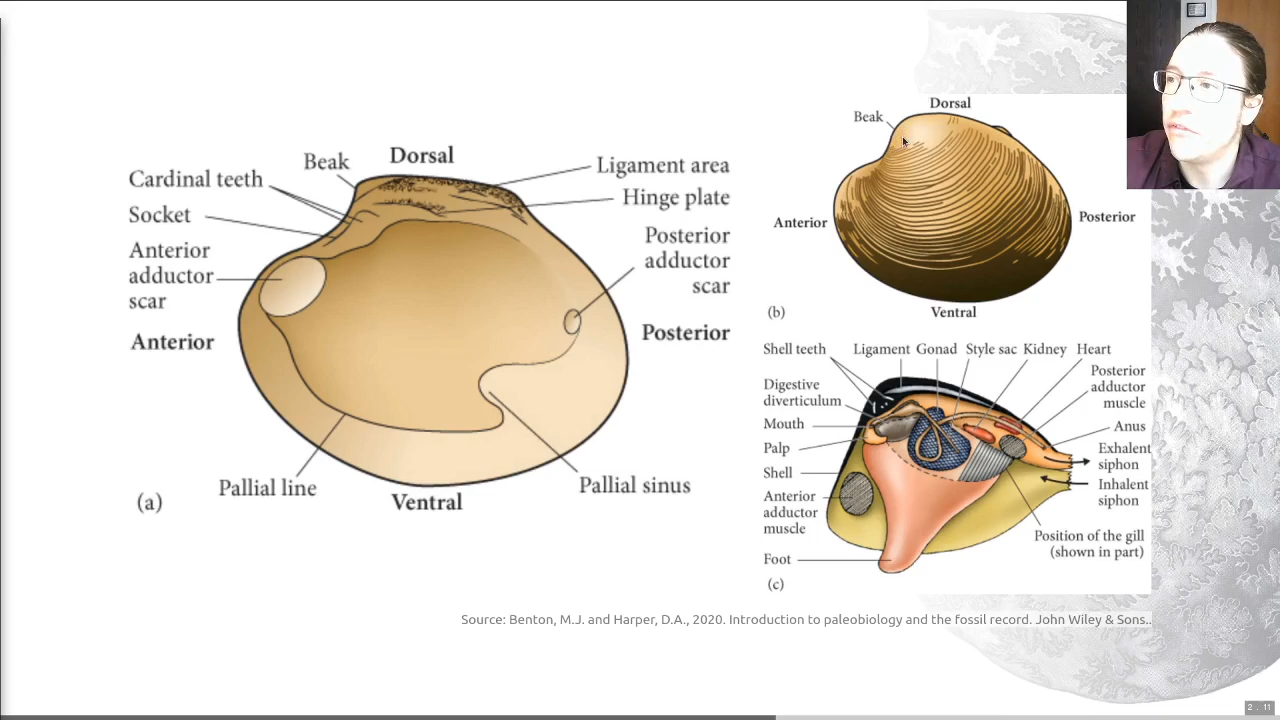 Dorsal
Beak
Cardinal teeth
Ligament area
Hinge plate
Socket
Posterior
adductor
scar
Anterior
adductor
scar
Anterior
Posterior
Pallial line
Ventral
Pallial sinus
(a)
Dorsal
Beak
Anterior
Posterior
(b)
Ventral
Shell teeth
Ligament
Gonad
Style sac
Kidney
Heart
Digestive
diverticulum
Posterior
adductor
muscle
Mouth
Anus
Palp
Exhalent
siphon
Shell
Inhalent
siphon
Anterior
adductor
muscle
Position of the gill
(shown in part)
Foot
(c)
Source: Benton, M.J. and Harper, D.A., 2020. Introduction to paleobiology and the fossil record. John Wiley & Sons..
2 . 11